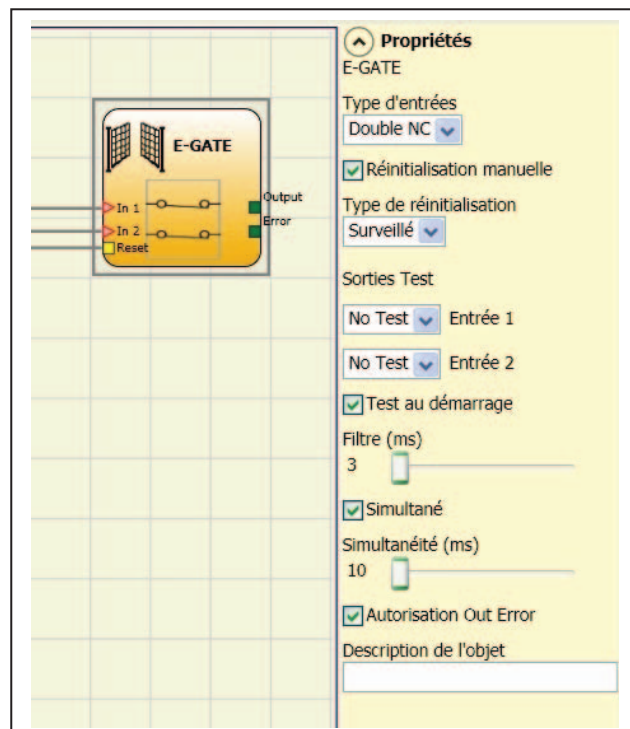 E-GATE
In 1
In 2
Reset
Output
Error
Propriétés
E-GATE
Type d'entrées
Double NC
Réinitialisation manuelle
Type de réinitialisation
Surveillé
Sorties Test
No Test Entrée 1
No Test Entrée 2
Test au démarrage
Filtre (ms)
3
Simultané
Simultanéité (ms)
10
Autorisation Out Error
Description de l'objet